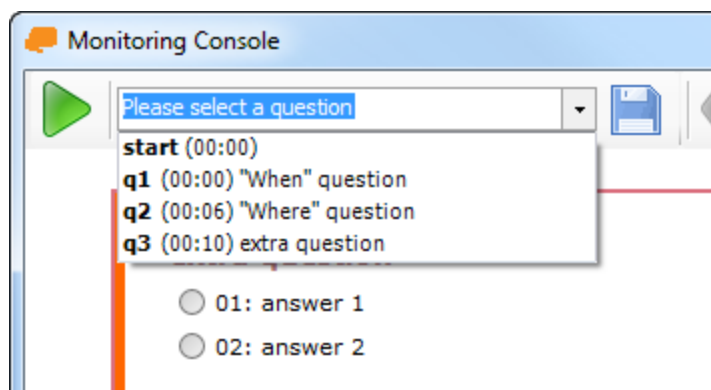 Monitoring Console
Please select a question
start (00:00)
q1 (00:00) "When" question
q2 (00:06) "Where" question
q3 (00:10) extra question
01: answer 1
02: answer 2